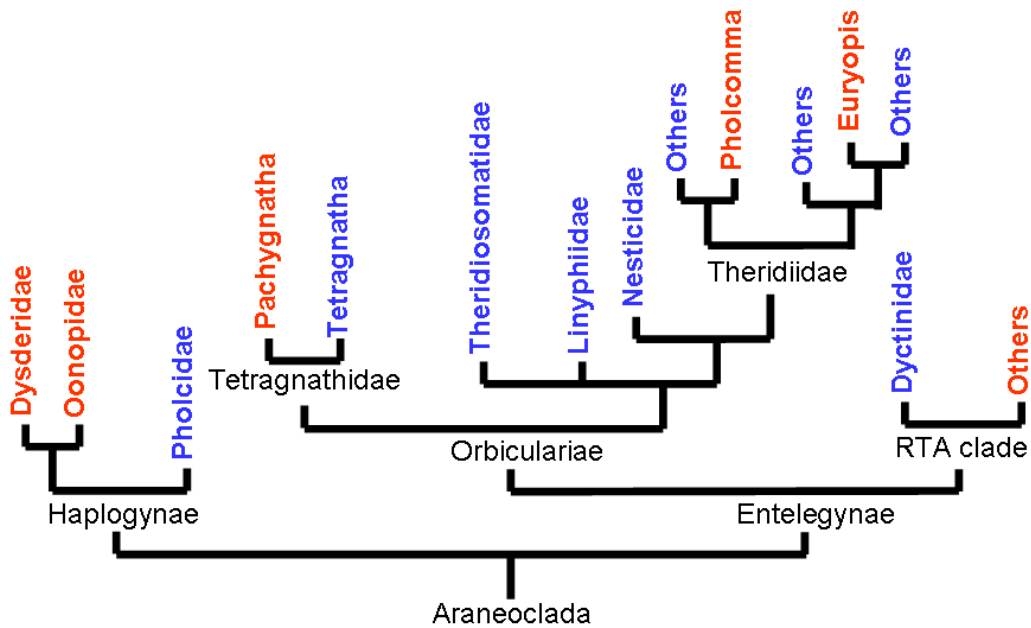 Others
Pholcomma
Others
Euryopis
Others
Pachygnatha
Tetragnatha
Theridiosomatidae
Linyphiidae
Nesticidae
Theridiidae
Dysderidae
Oonopidae
Pholcidae
Tetragnathidae
Dyctinidae
Others
Orbiculariae
RTA clade
Haplogynae
Entelegynae
Araneoclada